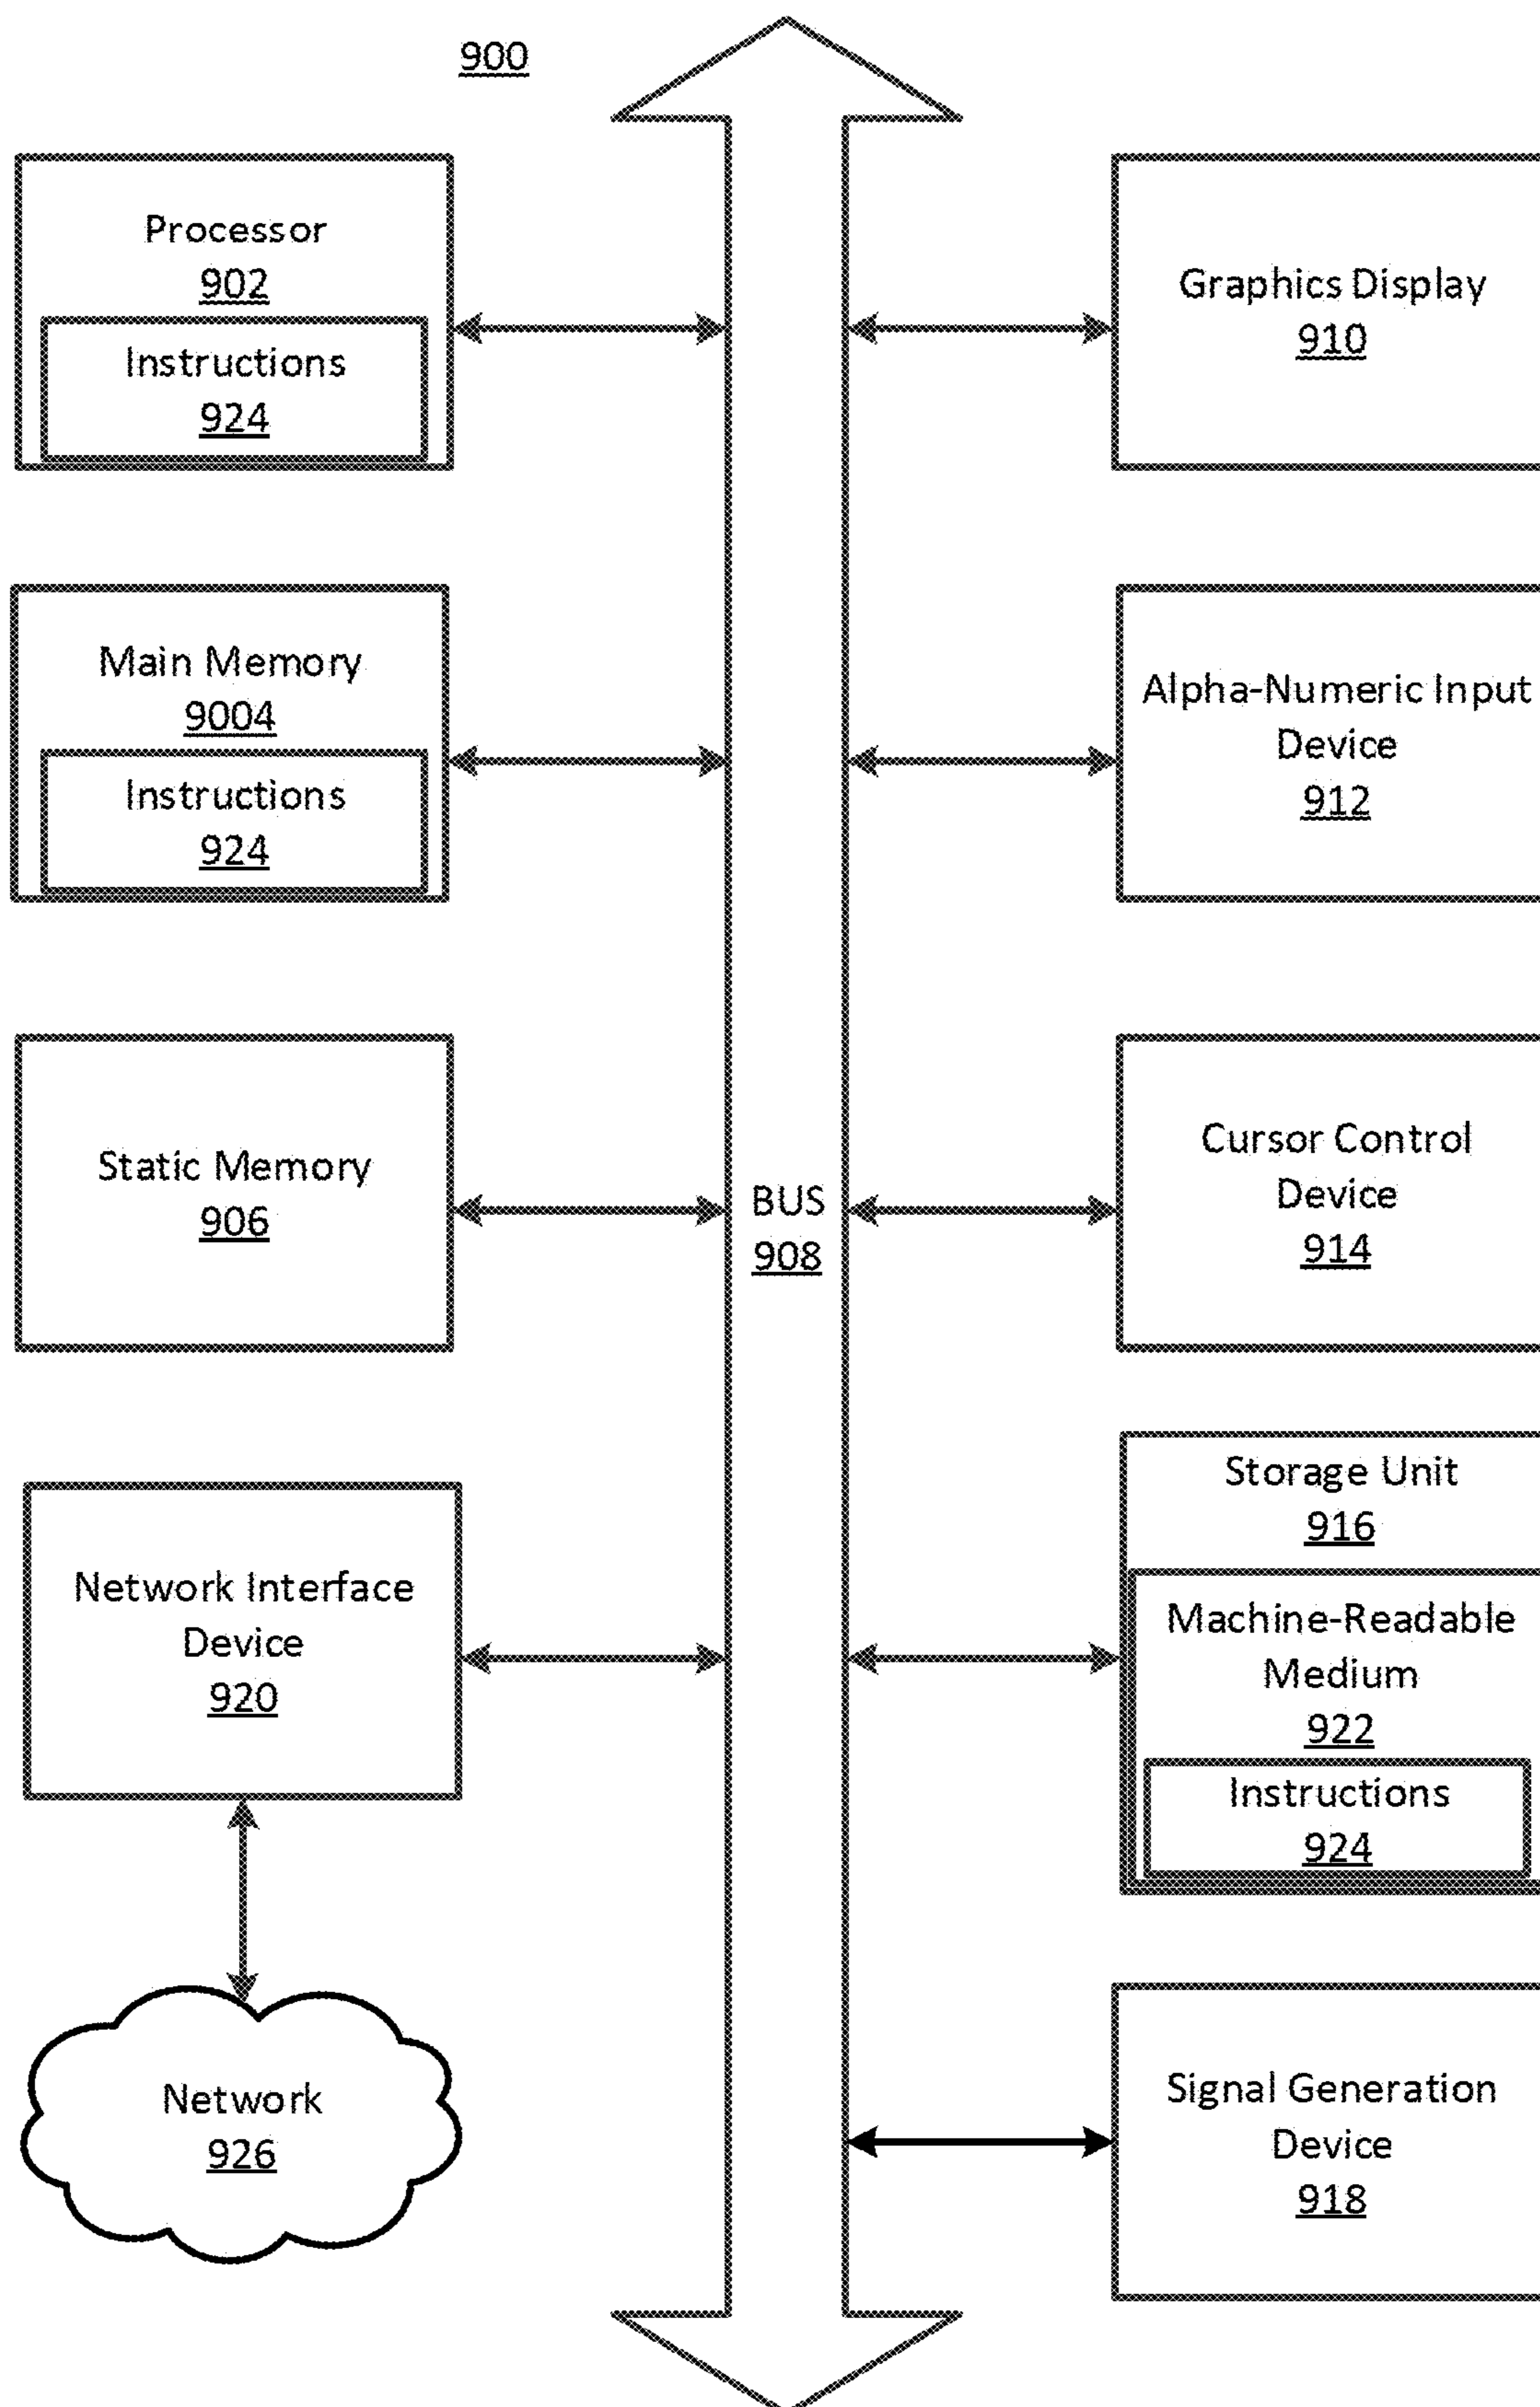 900
Processor
902
Instructions
924
Main Memory
9004
Instructions
924
Static Memory
906
Network Interface
Device
920
Network
926
BUS
908
Graphics Display
910
Alpha-Numeric Input
Device
912
Cursor Control
Device
914
Storage Unit
916
Machine-Readable
Medium
922
Instructions
924
Signal Generation
Device
918